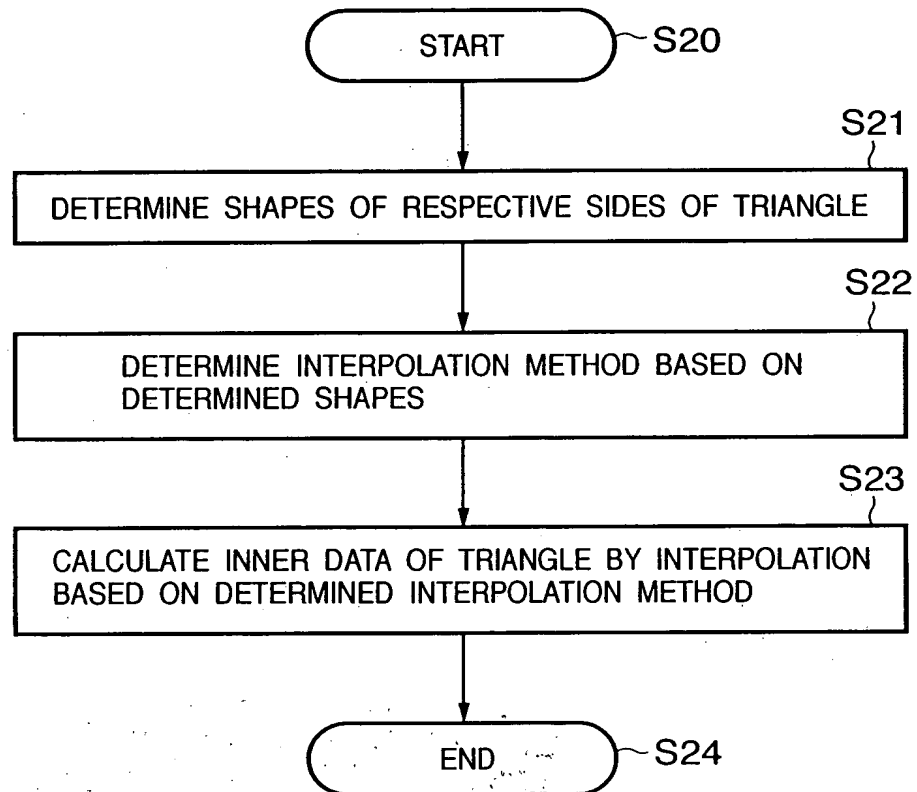 START
S20
S21
DETERMINE SHAPES OF RESPECTIVE SIDES OF TRIANGLE
S22
DETERMINE INTERPOLATION METHOD BASED ON
DETERMINED SHAPES
S23
CALCULATE INNER DATA OF TRIANGLE BY INTERPOLATION
BASED ON DETERMINED INTERPOLATION METHOD
END
S24